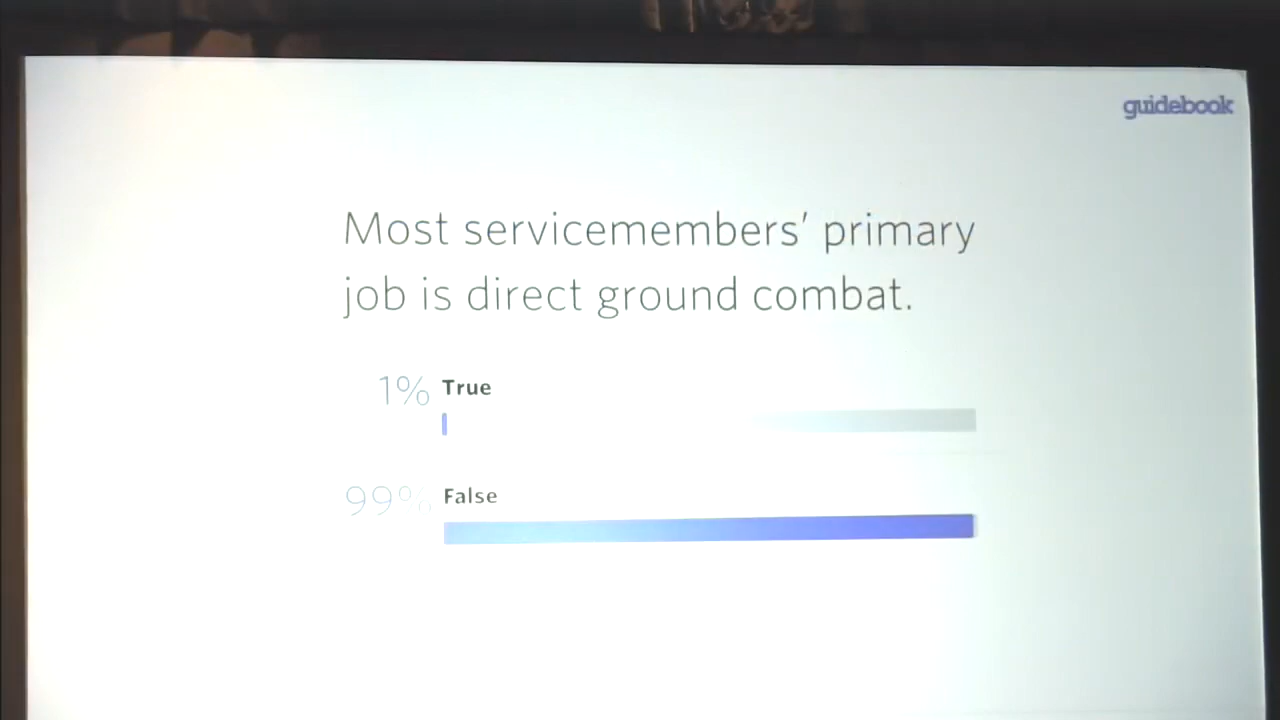 guidebook
Most servicemembers’ primary
job is direct ground combat.
1% True
99% False